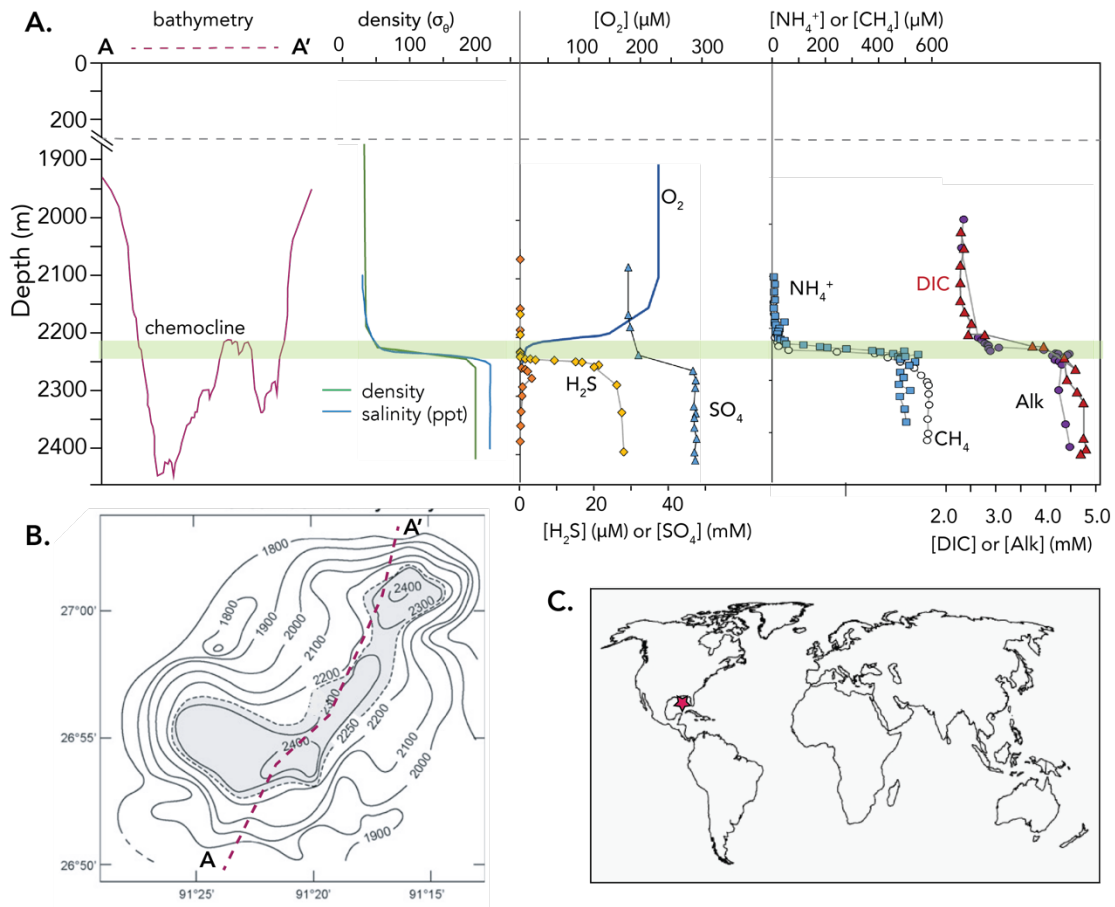 A.
bathymetry
A
A'
density (σθ)
0
100
200
[O2] (µM)
100
200
300
[NH4+] or [CH4] (µM)
0
200
400
600
Depth (m)
0
200
1900
2000
2100
2200
2300
2400
chemocline
density
salinity (ppt)
O2
H2S
SO4
NH4+
CH4
DIC
Alk
0
20
40
[H2S] (µM) or [SO4] (mM)
2.0
3.0
4.0
5.0
[DIC] or [Alk] (mM)
B.
A'
A
1800
1800
1900
2000
2100
2200
2400
2300
2400
2250
2200
2400
2100
2000
1900
27°00'
26°55'
26°50'
91°25'
91°20'
91°15'
C.